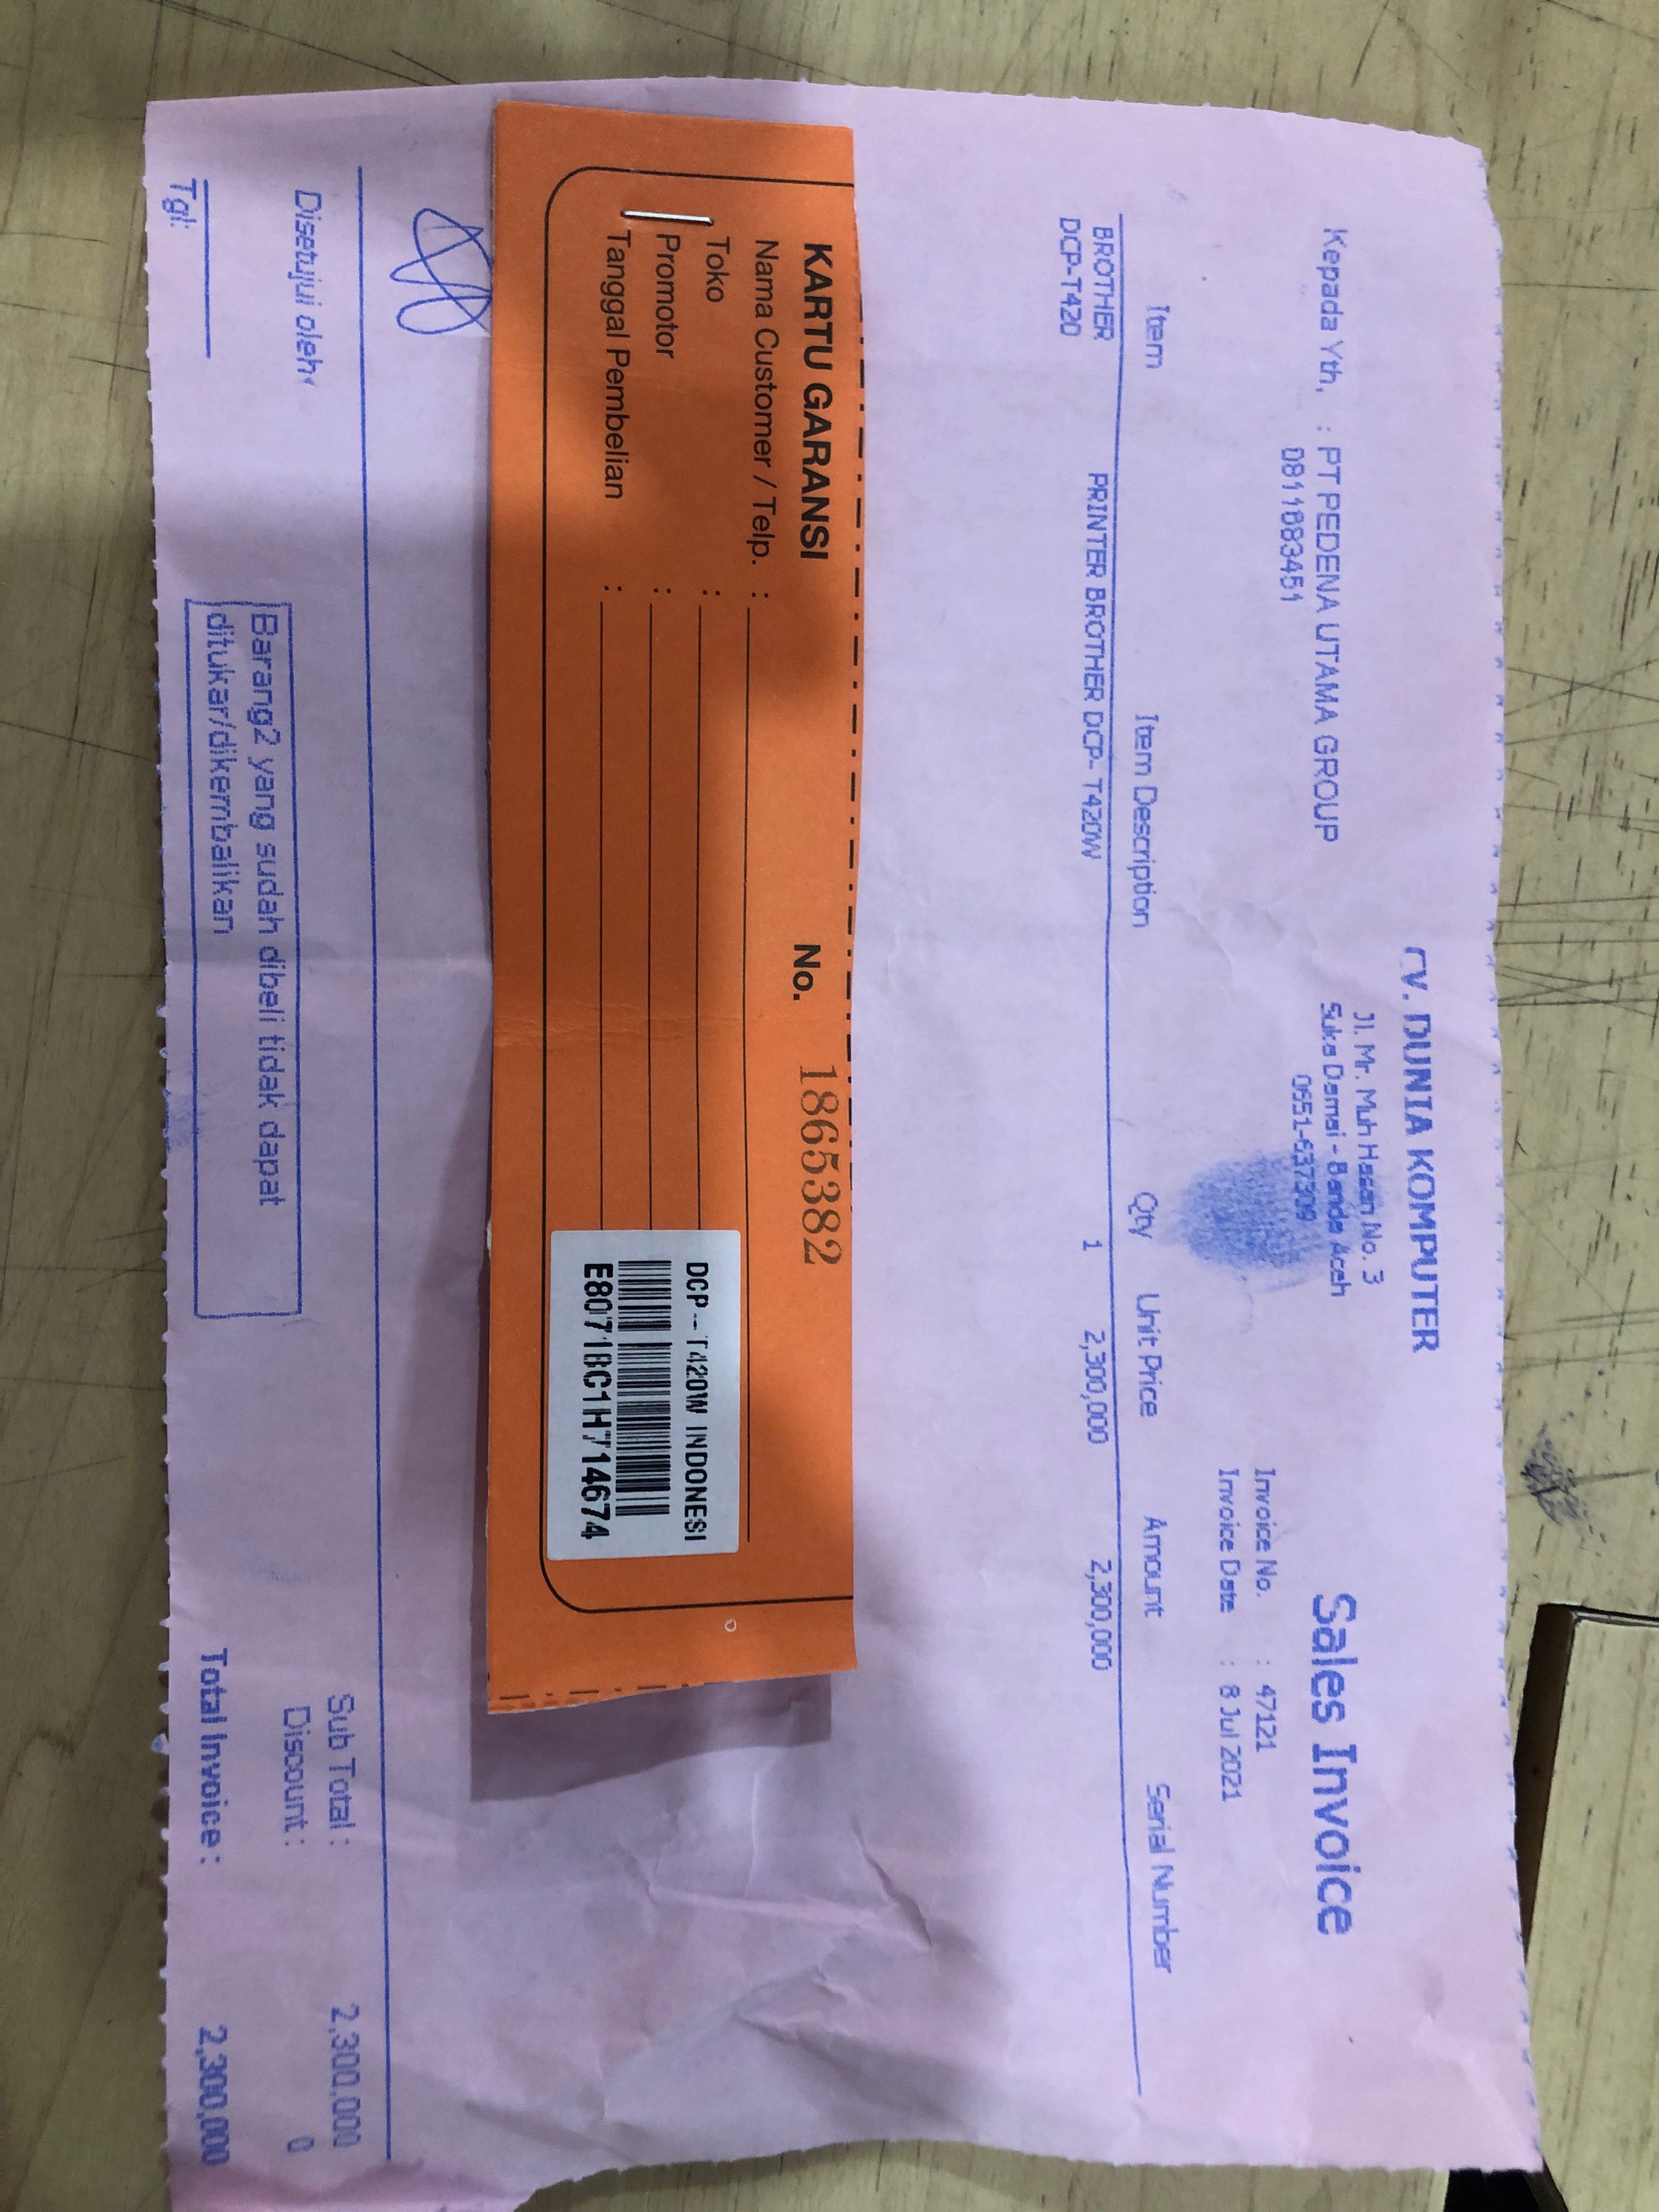 CV. DUNIA KOMPUTER
Jl. Mr. Muh Hasan No. 3
Suka Damai - Banda Aceh
0651-637309
Sales Invoice
Kepada Yth, : PT PEDENA UTAMA GROUP
0811683451
Invoice No. : 47121
Invoice Date : 8 Jul 2021
Item Item Description Qty Unit Price Amount Serial Number
BROTHER PRINTER BROTHER DCP- T420W 1 2,300,000 2,300,000
DCP-T420
KARTU GARANSI No. 1865382
Nama Customer / Telp. :
Toko :
Promotor :
Tanggal Pembelian :
DCP-T420W INDONESI
E80718C1H714674
Disetujui oleh
Tgl:
Barang2 yang sudah dibeli tidak dapat
ditukar/dikembalikan
Sub Total : 2,300,000
Discount : 0
Total Invoice : 2,300,000